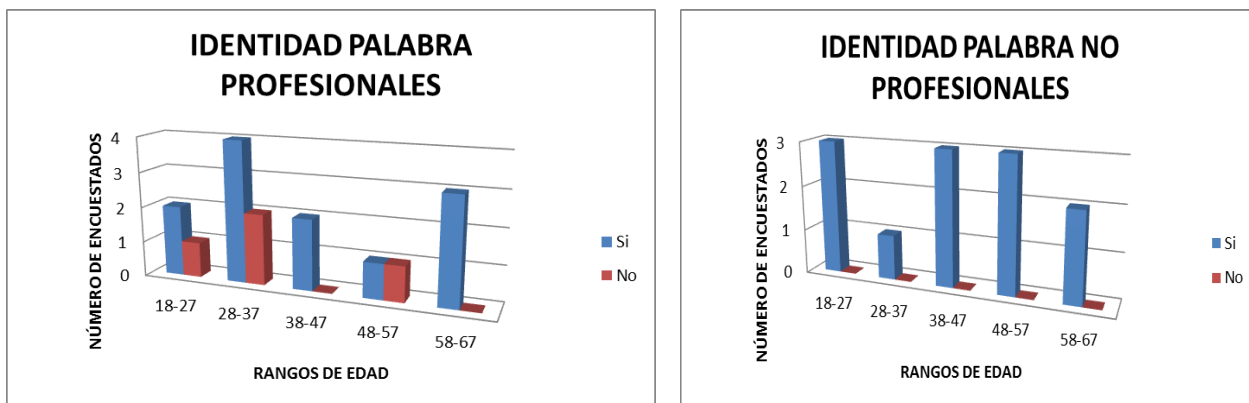 IDENTIDAD PALABRA
PROFESIONALES
NÚMERO DE ENCUESTADOS
4
3
2
1
0
18-27
28-37
38-47
48-57
58-67
RANGOS DE EDAD
Si
No
IDENTIDAD PALABRA NO
PROFESIONALES
NÚMERO DE ENCUESTADOS
3
2
1
0
18-27
28-37
38-47
48-57
58-67
RANGOS DE EDAD
Si
No